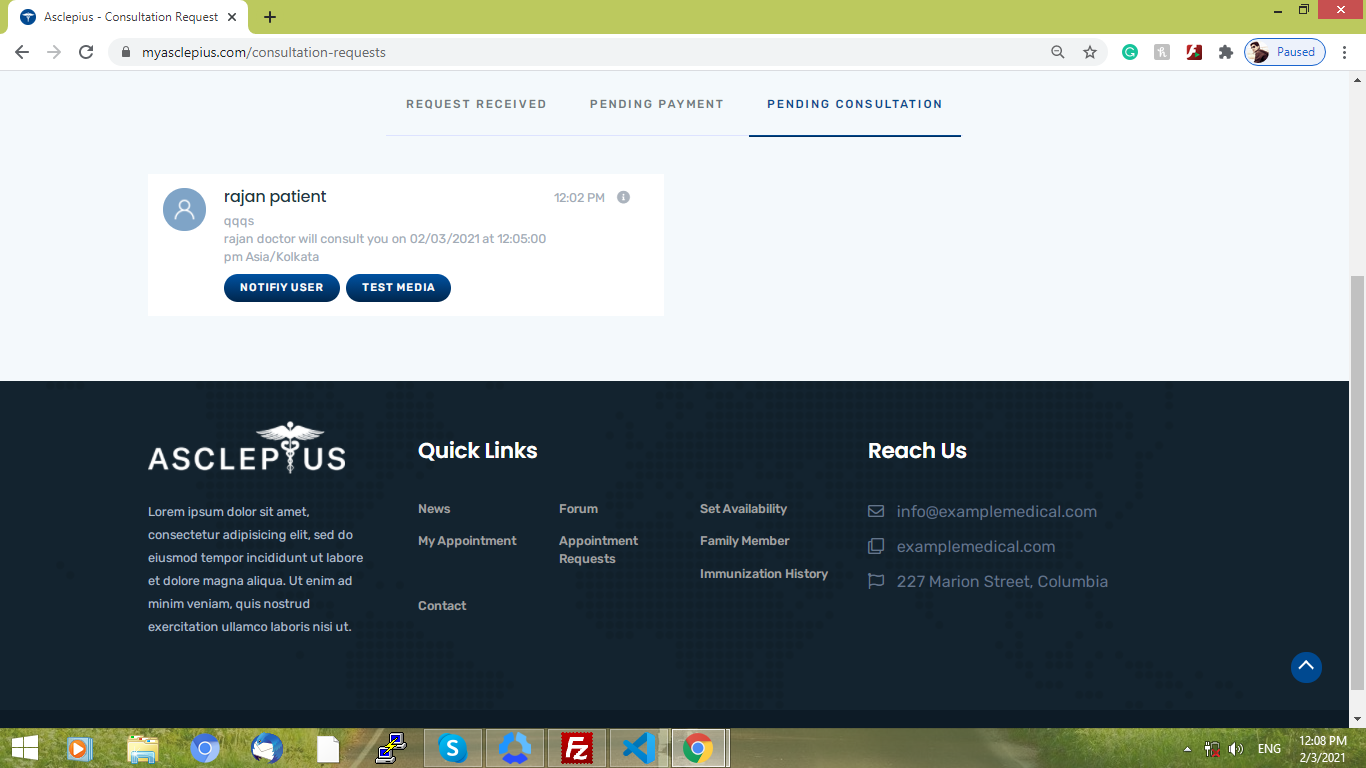 Asclepius - Consultation Request
myasclepius.com/consultation-requests
Paused
REQUEST RECEIVED
PENDING PAYMENT
PENDING CONSULTATION
rajan patient
12:02 PM
qqqs
rajan doctor will consult you on 02/03/2021 at 12:05:00
pm Asia/Kolkata
NOTIFIY USER
TEST MEDIA
ASCLEPIUS
Lorem ipsum dolor sit amet,
consectetur adipisicing elit, sed do
eiusmod tempor incididunt ut labore
et dolore magna aliqua. Ut enim ad
minim veniam, quis nostrud
exercitation ullamco laboris nisi ut.
Quick Links
News
Forum
Set Availability
My Appointment
Appointment
Requests
Family Member
Immunization History
Contact
Reach Us
info@examplemedical.com
examplemedical.com
227 Marion Street, Columbia
ENG
12:08 PM
2/3/2021